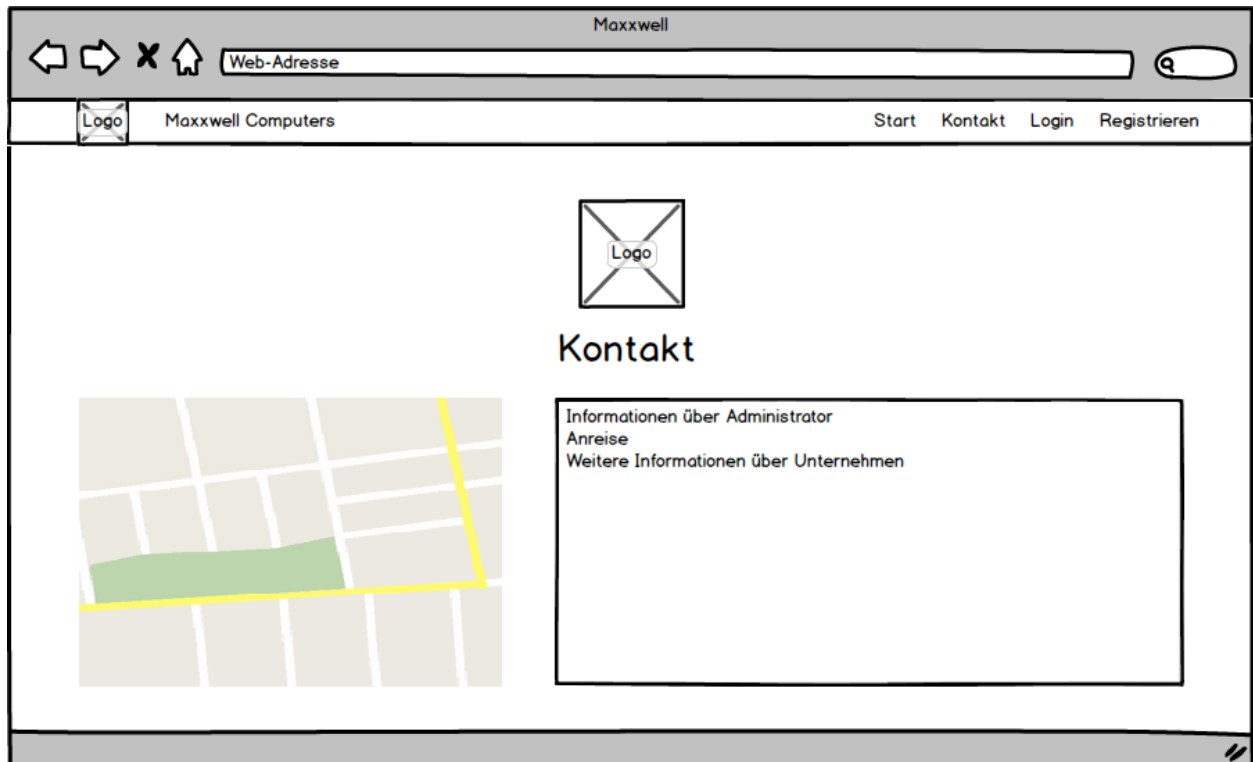 Maxxwell
Web-Adresse
Logo Maxxwell Computers Start Kontakt Login Registrieren
Logo
Kontakt
Informationen über Administrator
Anreise
Weitere Informationen über Unternehmen